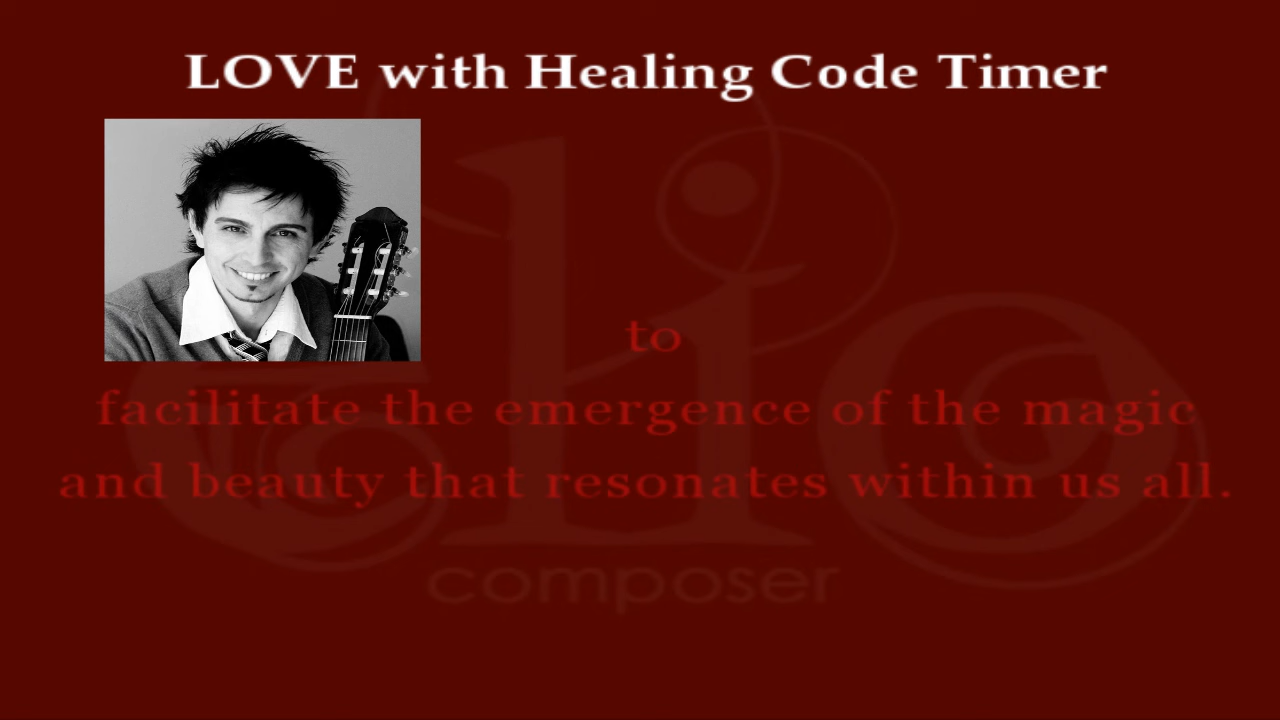 LOVE with Healing Code Timer
to
facilitate the emergence of the magic
and beauty that resonates within us all.
composer